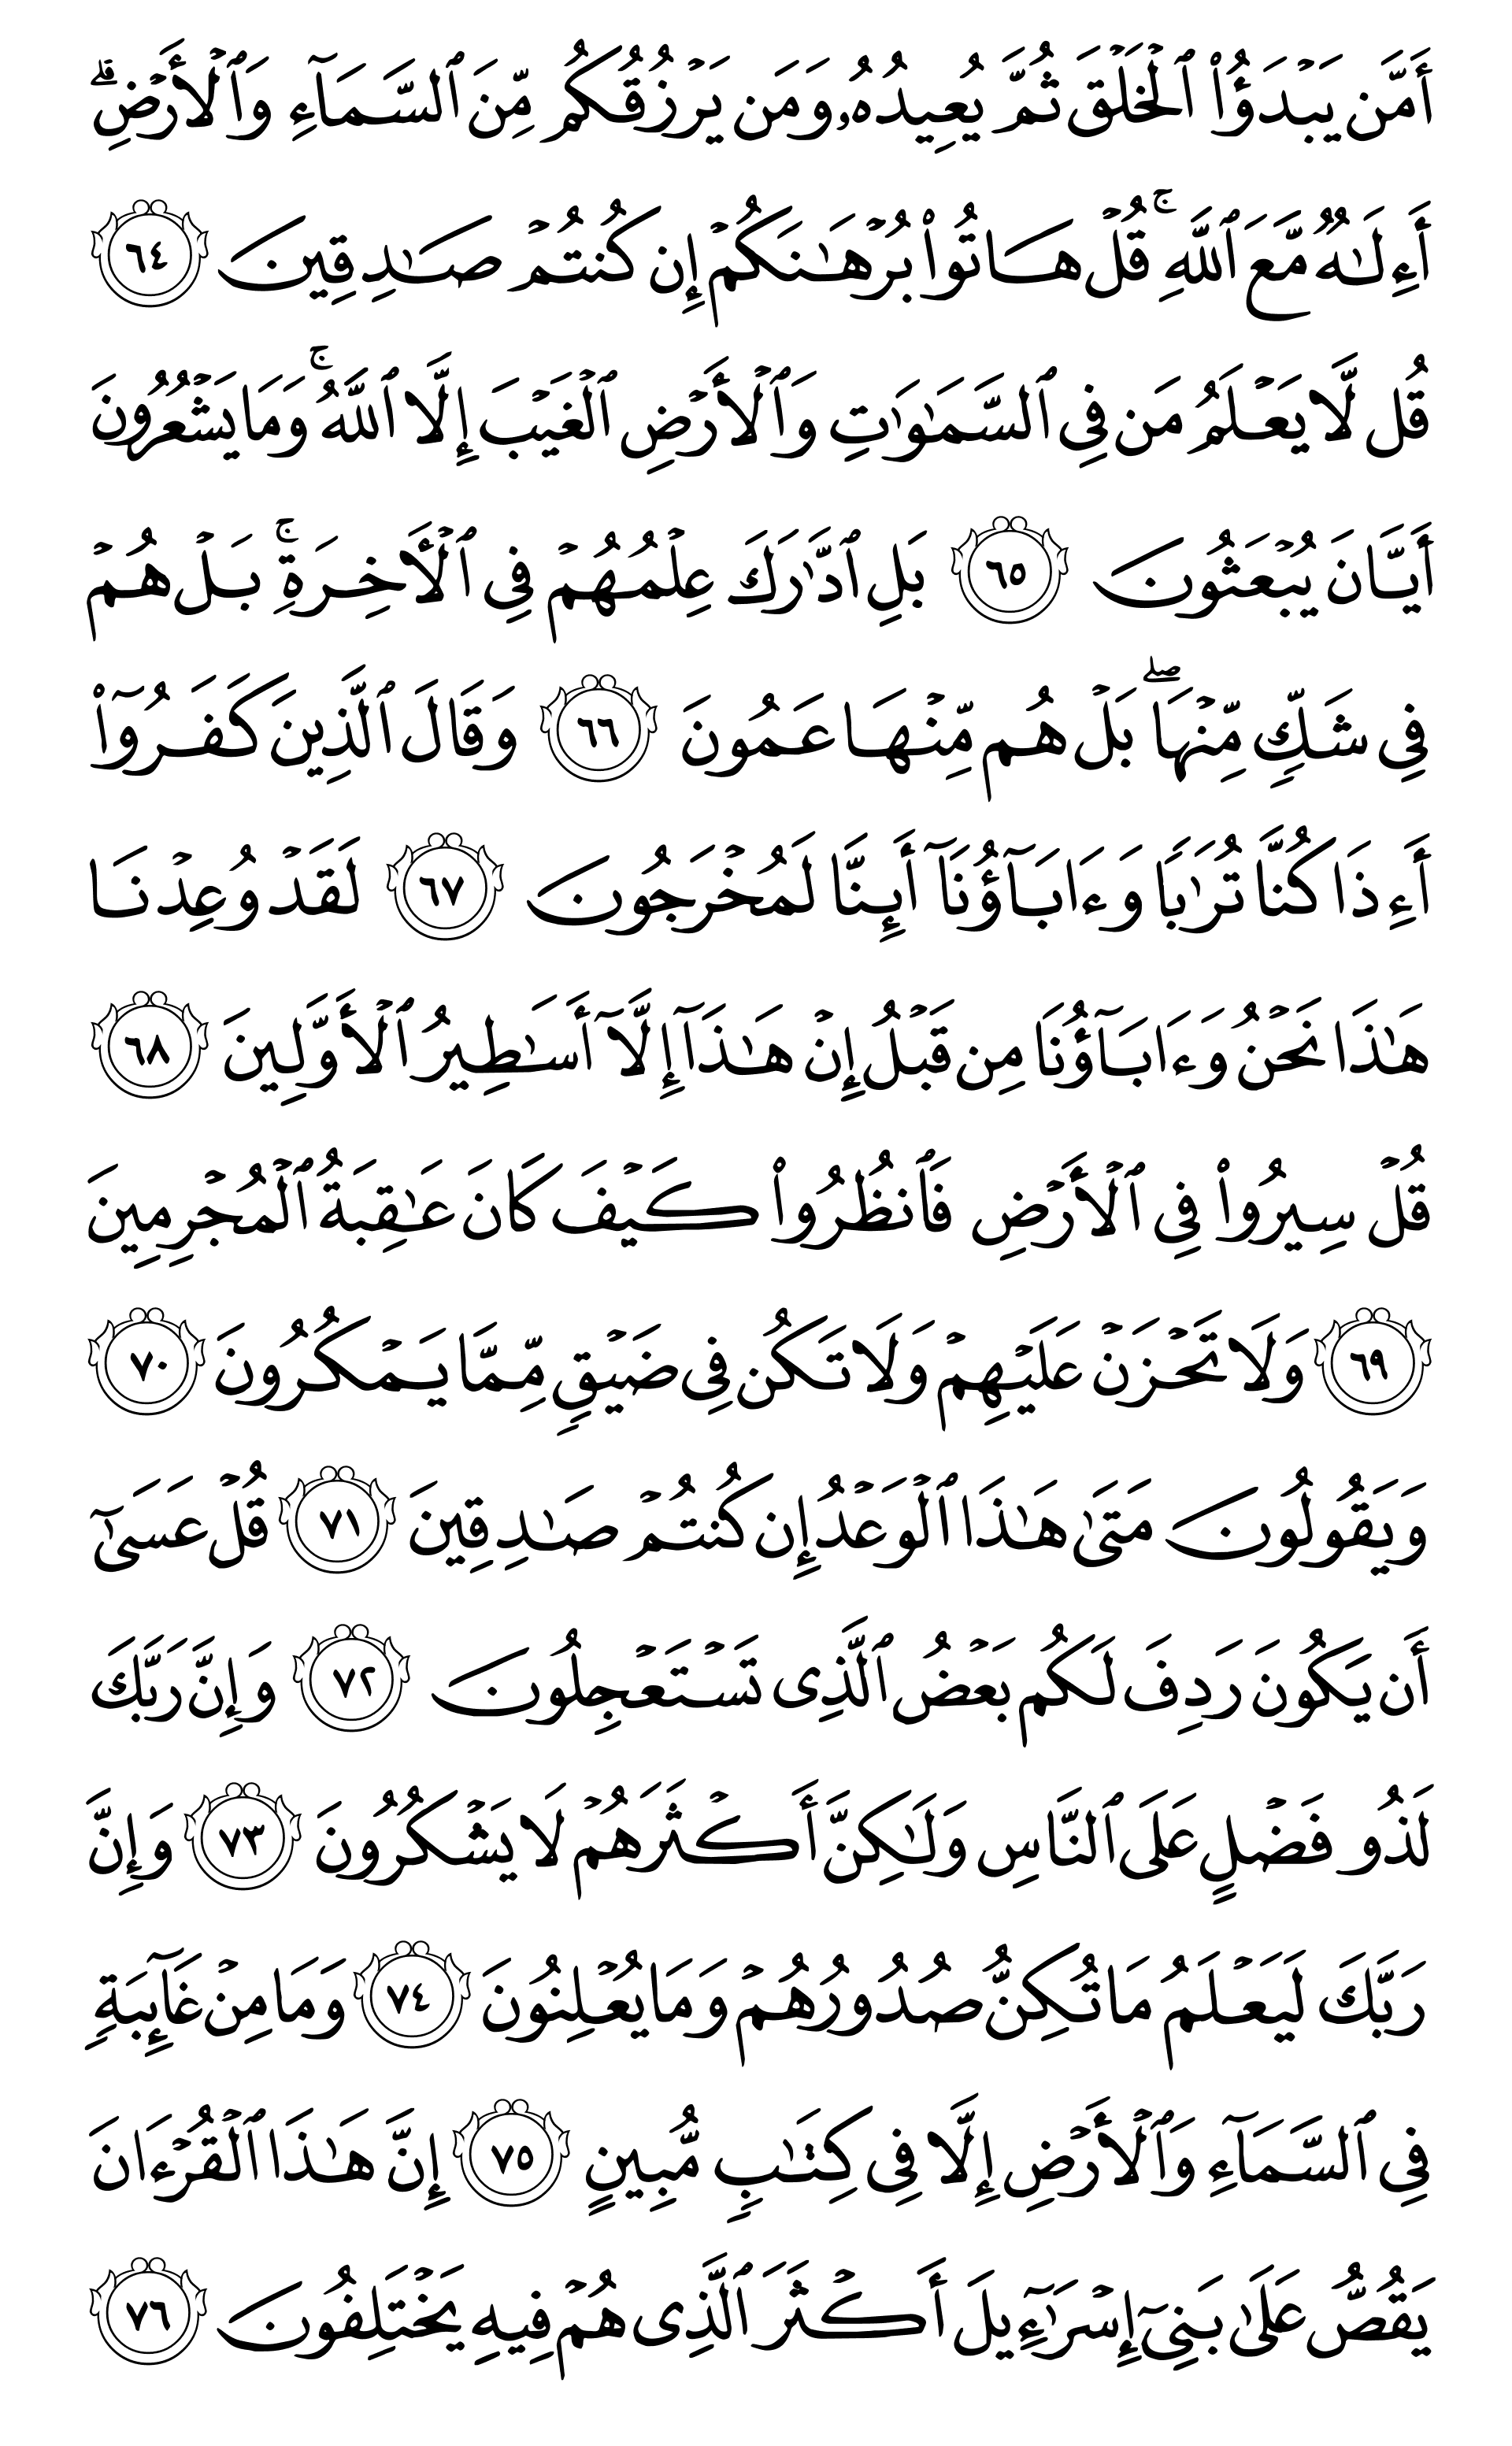 أَمَّن يَبۡدَؤُاْ ٱلۡخَلۡقَ ثُمَّ يُعِيدُهُۥ وَمَن يَرۡزُقُكُم مِّنَ ٱلسَّمَآءِ وَٱلۡأَرۡضِۗ
أَءِلَٰهٞ مَّعَ ٱللَّهِۚ قُلۡ هَاتُواْ بُرۡهَٰنَكُمۡ إِن كُنتُمۡ صَٰدِقِينَ ٦٤
قُل لَّا يَعۡلَمُ مَن فِي ٱلسَّمَٰوَٰتِ وَٱلۡأَرۡضِ ٱلۡغَيۡبَ إِلَّا ٱللَّهُۚ وَمَا يَشۡعُرُونَ
أَيَّانَ يُبۡعَثُونَ ٦٥ بَلِ ٱدَّٰرَكَ عِلۡمُهُمۡ فِي ٱلۡأٓخِرَةِۚ بَلۡ هُمۡ
فِي شَكّٖ مِّنۡهَاۖ بَلۡ هُم مِّنۡهَا عَمُونَ ٦٦ وَقَالَ ٱلَّذِينَ كَفَرُوٓاْ
أَءِذَا كُنَّا تُرَٰبٗا وَءَابَآؤُنَآ أَئِنَّا لَمُخۡرَجُونَ ٦٧ لَقَدۡ وُعِدۡنَا
هَٰذَا نَحۡنُ وَءَابَآؤُنَا مِن قَبۡلُ إِنۡ هَٰذَآ إِلَّآ أَسَٰطِيرُ ٱلۡأَوَّلِينَ ٦٨
قُلۡ سِيرُواْ فِي ٱلۡأَرۡضِ فَٱنظُرُواْ كَيۡفَ كَانَ عَٰقِبَةُ ٱلۡمُجۡرِمِينَ
٦٩ وَلَا تَحۡزَنۡ عَلَيۡهِمۡ وَلَا تَكُن فِي ضَيۡقٖ مِّمَّا يَمۡكُرُونَ ٧٠
وَيَقُولُونَ مَتَىٰ هَٰذَا ٱلۡوَعۡدُ إِن كُنتُمۡ صَٰدِقِينَ ٧١ قُلۡ عَسَىٰٓ
أَن يَكُونَ رَدِفَ لَكُم بَعۡضُ ٱلَّذِي تَسۡتَعۡجِلُونَ ٧٢ وَإِنَّ رَبَّكَ
لَذُو فَضۡلٍ عَلَى ٱلنَّاسِ وَلَٰكِنَّ أَكۡثَرَهُمۡ لَا يَشۡكُرُونَ ٧٣ وَإِنَّ
رَبَّكَ لَيَعۡلَمُ مَا تُكِنُّ صُدُورُهُمۡ وَمَا يُعۡلِنُونَ ٧٤ وَمَا مِنۡ غَآئِبَةٖ
فِي ٱلسَّمَآءِ وَٱلۡأَرۡضِ إِلَّا فِي كِتَٰبٖ مُّبِينٍ ٧٥ إِنَّ هَٰذَا ٱلۡقُرۡءَانَ
يَقُصُّ عَلَىٰ بَنِيٓ إِسۡرَٰٓءِيلَ أَكۡثَرَ ٱلَّذِي هُمۡ فِيهِ يَخۡتَلِفُونَ ٧٦